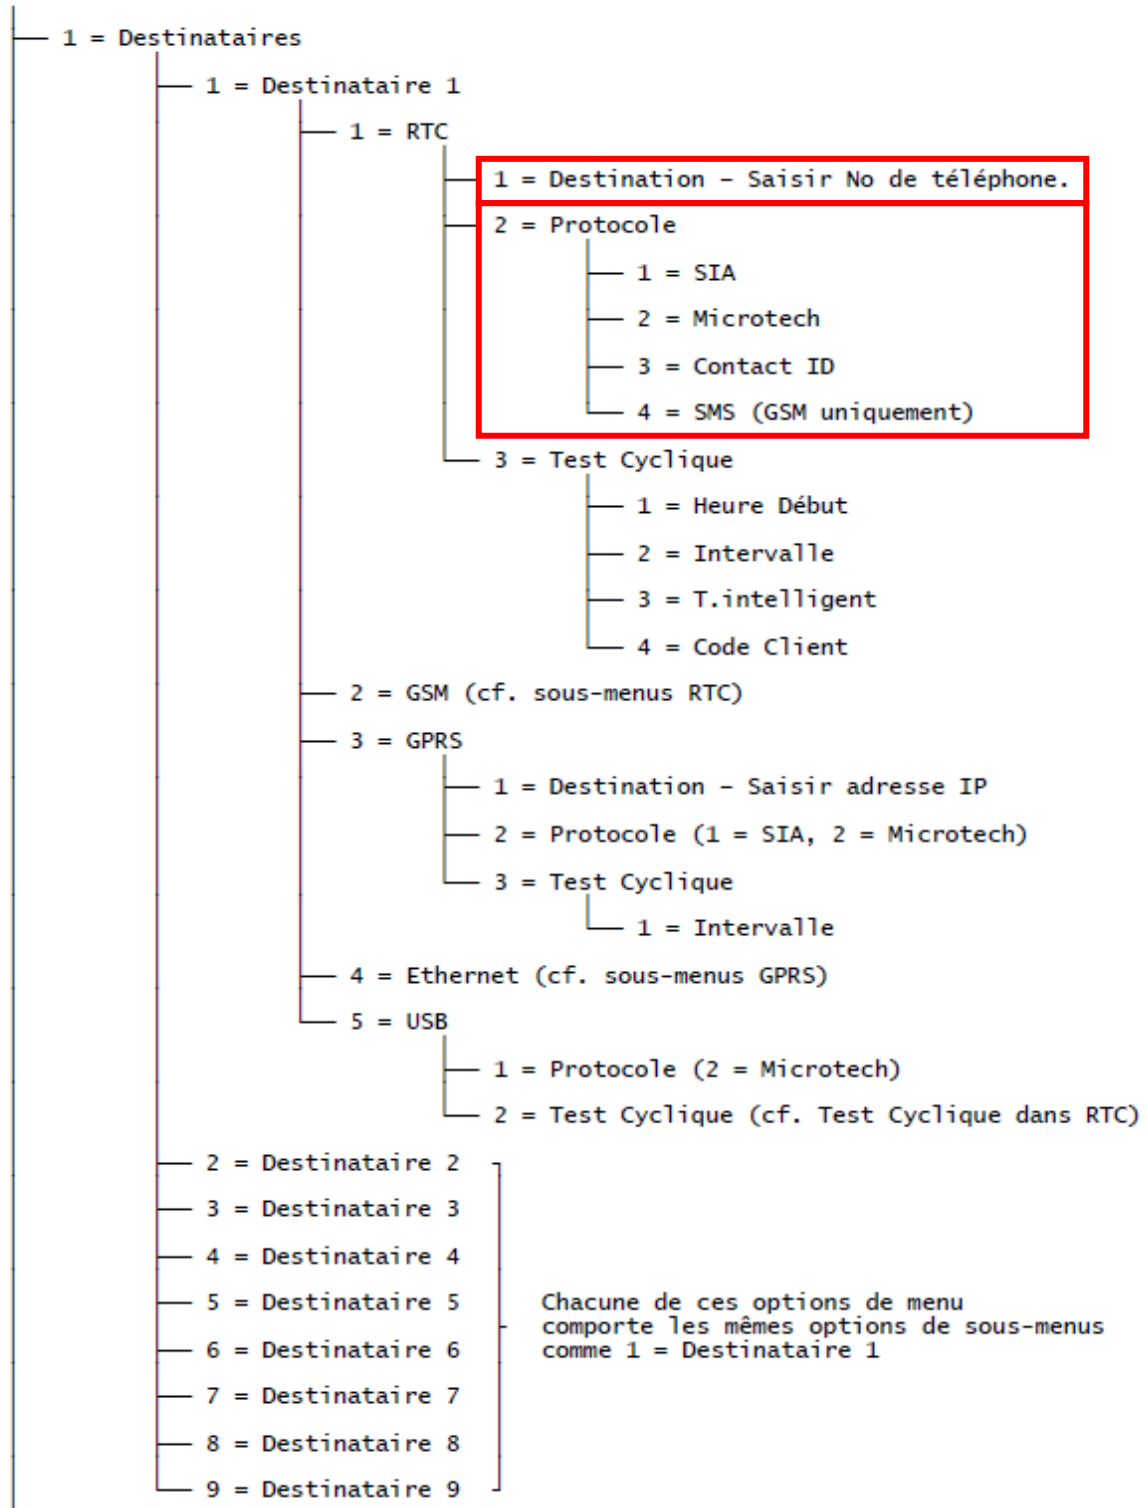 1 = Destinataires
1 = Destinataire 1
1 = RTC
1 = Destination – Saisir No de téléphone.
2 = Protocole
1 = SIA
2 = Microtech
3 = Contact ID
4 = SMS (GSM uniquement)
3 = Test Cyclique
1 = Heure Début
2 = Intervalle
3 = T.intelligent
4 = Code Client
2 = GSM (cf. sous-menus RTC)
3 = GPRS
1 = Destination – Saisir adresse IP
2 = Protocole (1 = SIA, 2 = Microtech)
3 = Test Cyclique
1 = Intervalle
4 = Ethernet (cf. sous-menus GPRS)
5 = USB
1 = Protocole (2 = Microtech)
2 = Test Cyclique (cf. Test Cyclique dans RTC)
2 = Destinataire 2
3 = Destinataire 3
4 = Destinataire 4
5 = Destinataire 5
6 = Destinataire 6
7 = Destinataire 7
8 = Destinataire 8
9 = Destinataire 9
Chacune de ces options de menu
comporte les mêmes options de sous-menus
comme 1 = Destinataire 1